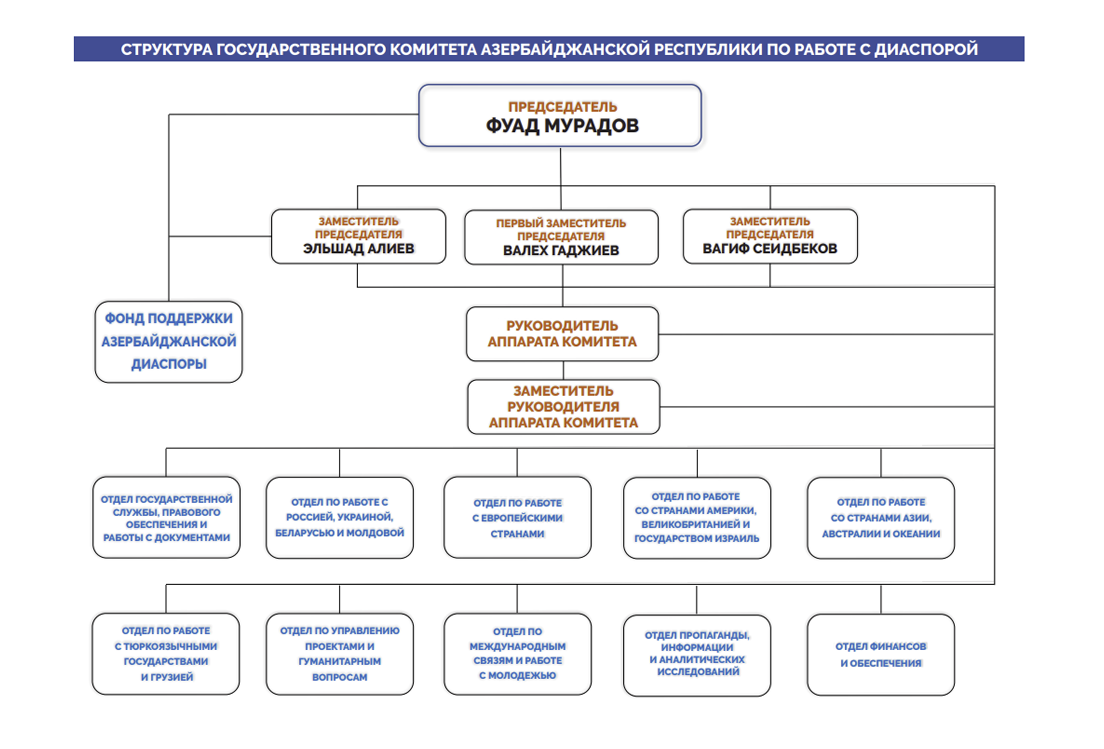 СТРУКТУРА ГОСУДАРСТВЕННОГО КОМИТЕТА АЗЕРБАЙДЖАНСКОЙ РЕСПУБЛИКИ ПО РАБОТЕ С ДИАСПОРОЙ
ПРЕДСЕДАТЕЛЬ
ФУАД МУРАДОВ
ЗАМЕСТИТЕЛЬ
ПРЕДСЕДАТЕЛЯ
ЭЛЬШАД АЛИЕВ
ПЕРВЫЙ ЗАМЕСТИТЕЛЬ
ПРЕДСЕДАТЕЛЯ
ВАЛЕХ ГАДЖИЕВ
ЗАМЕСТИТЕЛЬ
ПРЕДСЕДАТЕЛЯ
ВАГИФ СЕИДБЕКОВ
ФОНД ПОДДЕРЖКИ
АЗЕРБАЙДЖАНСКОЙ
ДИАСПОРЫ
РУКОВОДИТЕЛЬ
АППАРАТА КОМИТЕТА
ЗАМЕСТИТЕЛЬ
РУКОВОДИТЕЛЯ
АППАРАТА КОМИТЕТА
ОТДЕЛ ГОСУДАРСТВЕННОЙ
СЛУЖБЫ, ПРАВОВОГО
ОБЕСПЕЧЕНИЯ И
РАБОТЫ С ДОКУМЕНТАМИ
ОТДЕЛ ПО РАБОТЕ С
РОССИЕЙ, УКРАИНОЙ,
БЕЛАРУСЬЮ И МОЛДОВОЙ
ОТДЕЛ ПО РАБОТЕ
С ЕВРОПЕЙСКИМИ
СТРАНАМИ
ОТДЕЛ ПО РАБОТЕ
СО СТРАНАМИ АМЕРИКИ,
ВЕЛИКОБРИТАНИЕЙ И
ГОСУДАРСТВОМ ИЗРАИЛЬ
ОТДЕЛ ПО РАБОТЕ
СО СТРАНАМИ АЗИИ,
АВСТРАЛИИ И ОКЕАНИИ
ОТДЕЛ ПО РАБОТЕ
С ТЮРКОЯЗЫЧНЫМИ
ГОСУДАРСТВАМИ
И ГРУЗИЕЙ
ОТДЕЛ ПО УПРАВЛЕНИЮ
ПРОЕКТАМИ И
ГУМАНИТАРНЫМ
ВОПРОСАМ
ОТДЕЛ ПО
МЕЖДУНАРОДНЫМ
СВЯЗЯМ И РАБОТЕ
С МОЛОДЕЖЬЮ
ОТДЕЛ ПРОПАГАНДЫ,
ИНФОРМАЦИИ
И АНАЛИТИЧЕСКИХ
ИССЛЕДОВАНИЙ
ОТДЕЛ ФИНАНСОВ
И ОБЕСПЕЧЕНИЯ